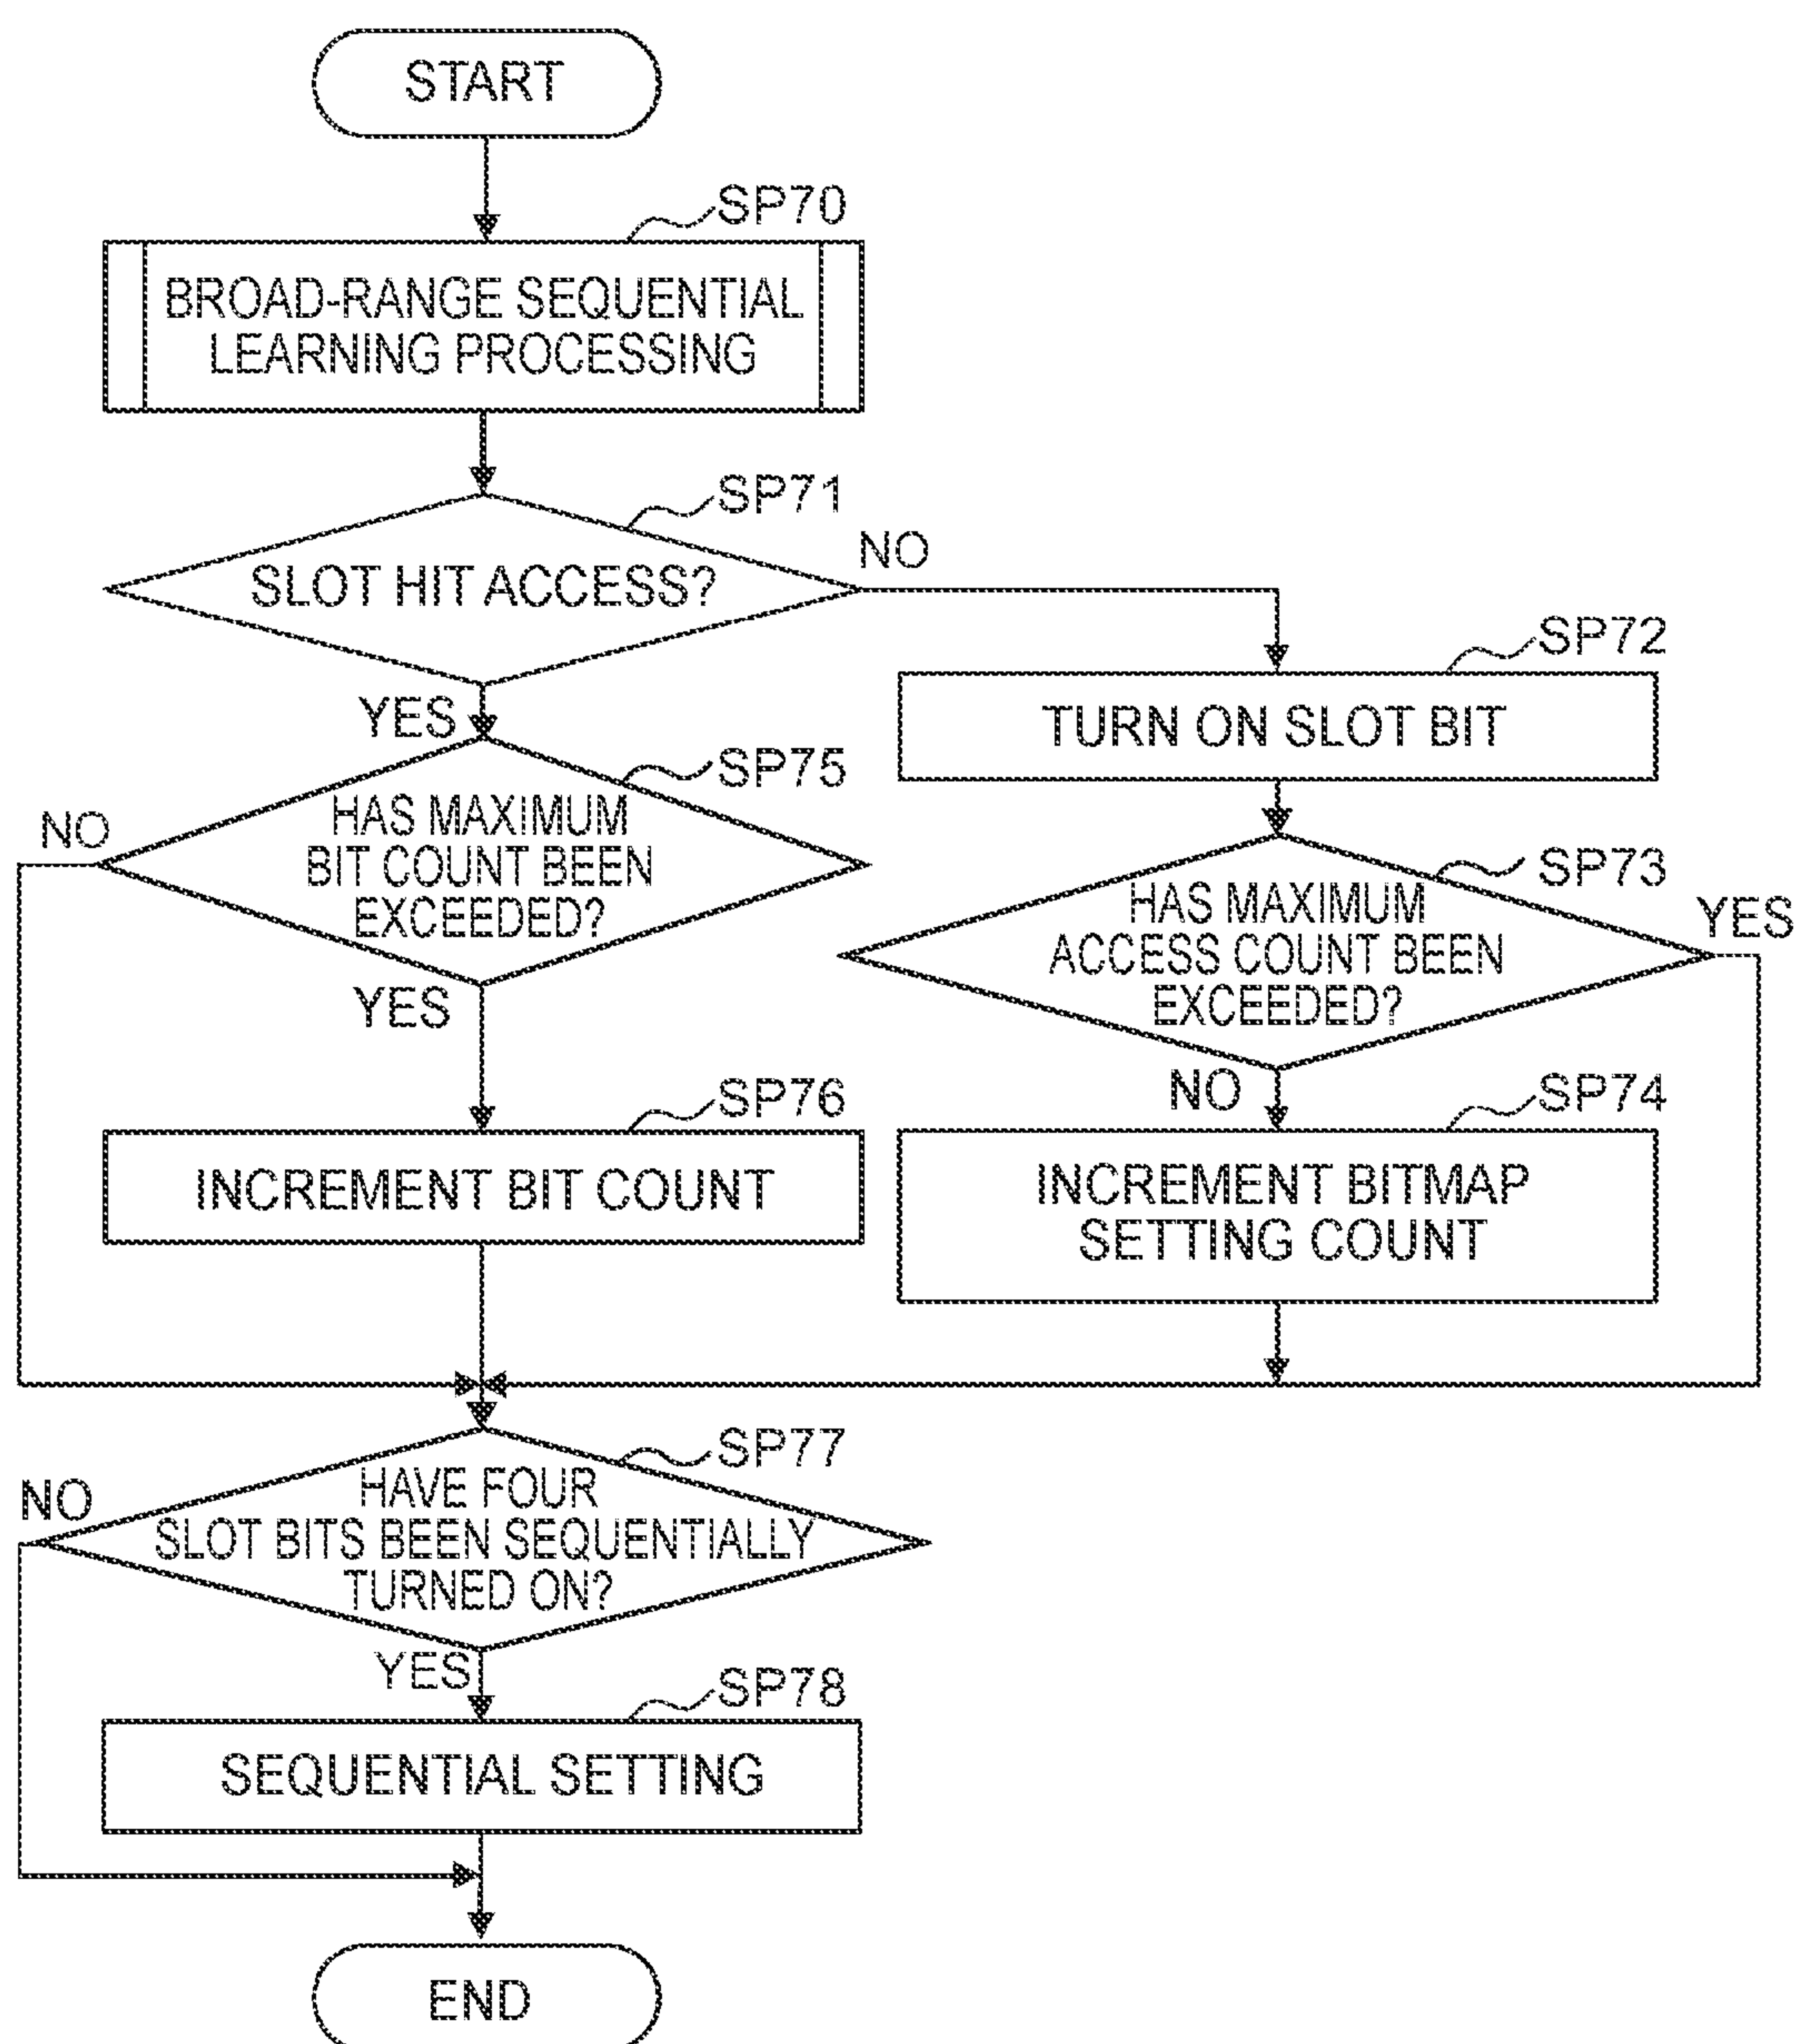 START
SP70
BROAD-RANGE SEQUENTIAL
LEARNING PROCESSING
SP71
SLOT HIT ACCESS?
NO
YES
SP72
TURN ON SLOT BIT
SP75
HAS MAXIMUM
BIT COUNT BEEN
EXCEEDED?
NO
YES
SP73
HAS MAXIMUM
ACCESS COUNT BEEN
EXCEEDED?
YES
NO
SP76
INCREMENT BIT COUNT
SP74
INCREMENT BITMAP
SETTING COUNT
SP77
HAVE FOUR
SLOT BITS BEEN SEQUENTIALLY
TURNED ON?
NO
YES
SP78
SEQUENTIAL SETTING
END